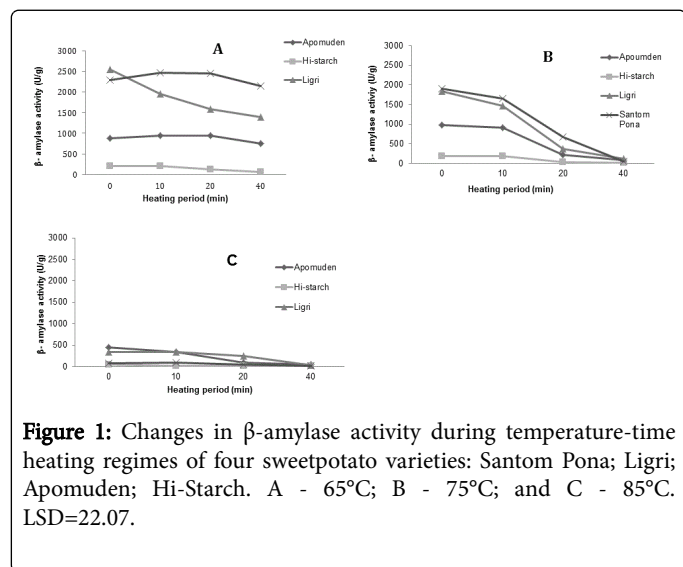 A
3000
2500
2000
1500
1000
500
0
β- amylase activity (U/g)
0 10 20 40
Heating period (min)
Apomuden
Hi-starch
Ligri
B
3000
2500
2000
1500
1000
500
0
β- amylase activity (U/g)
0 10 20 40
Heating period (min)
Apoumden
Hi-starch
Ligri
Santom
Pona
C
3000
2500
2000
1500
1000
500
0
β- amylase activity (U/g)
0 10 20 40
Heating period (min)
Apomuden
Hi-starch
Ligri
Figure 1: Changes in β-amylase activity during temperature-time
heating regimes of four sweetpotato varieties: Santom Pona; Ligri;
Apomuden; Hi-Starch. A - 65°C; B - 75°C; and C - 85°C.
LSD=22.07.